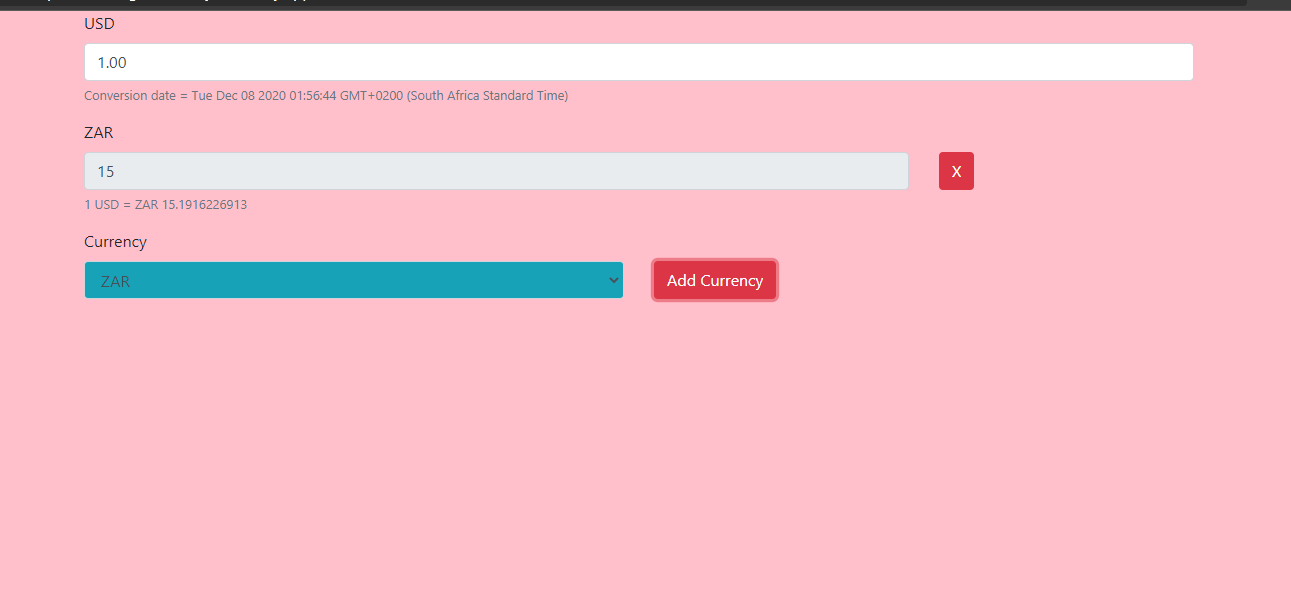 USD
1.00
Conversion date = Tue Dec 08 2020 01:56:44 GMT+0200 (South Africa Standard Time)
ZAR
15 X
1 USD = ZAR 15.1916226913
Currency
ZAR Add Currency